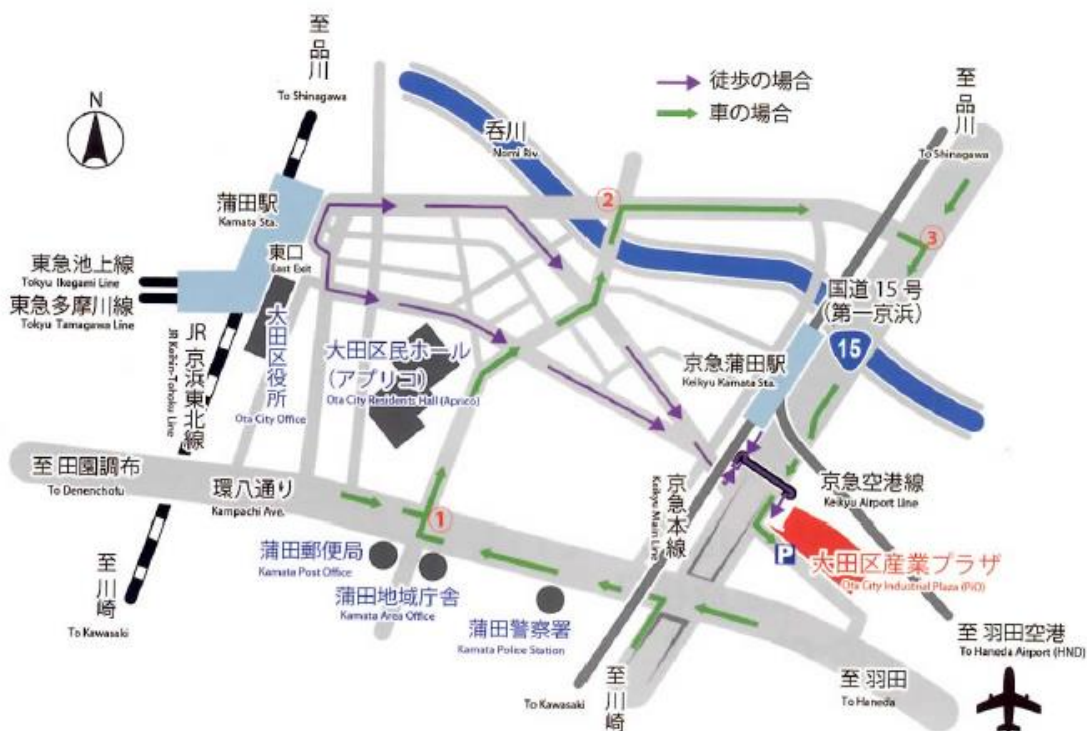 N
至 品川
To Shinagawa
徒歩の場合
車の場合
至 品川
To Shinagawa
呑川
Nomi Riv.
②
③
蒲田駅
Kamata Sta.
東口
East Exit
東急池上線
Tokyu Ikegami Line
東急多摩川線
Tokyu Tamagawa Line
JR 京浜東北線
JR Keihin-Tohoku Line
大田区役所
Ota City Office
大田区民ホール
(アプリコ)
Ota City Residents Hall (Aprico)
国道 15 号
(第一京浜)
15
京急蒲田駅
Keikyu Kamata Sta.
至 田園調布
To Denenchofu
環八通り
Kampachi Ave.
①
京急本線
Keikyu Main Line
京急空港線
Keikyu Airport Line
P
大田区産業プラザ
Ota City Industrial Plaza (PiO)
蒲田郵便局
Kamata Post Office
蒲田地域庁舎
Kamata Area Office
蒲田警察署
Kamata Police Station
至 川崎
To Kawasaki
To Kawasaki
至 川崎
至 羽田
To Haneda
至 羽田空港
To Haneda Airport (HND)